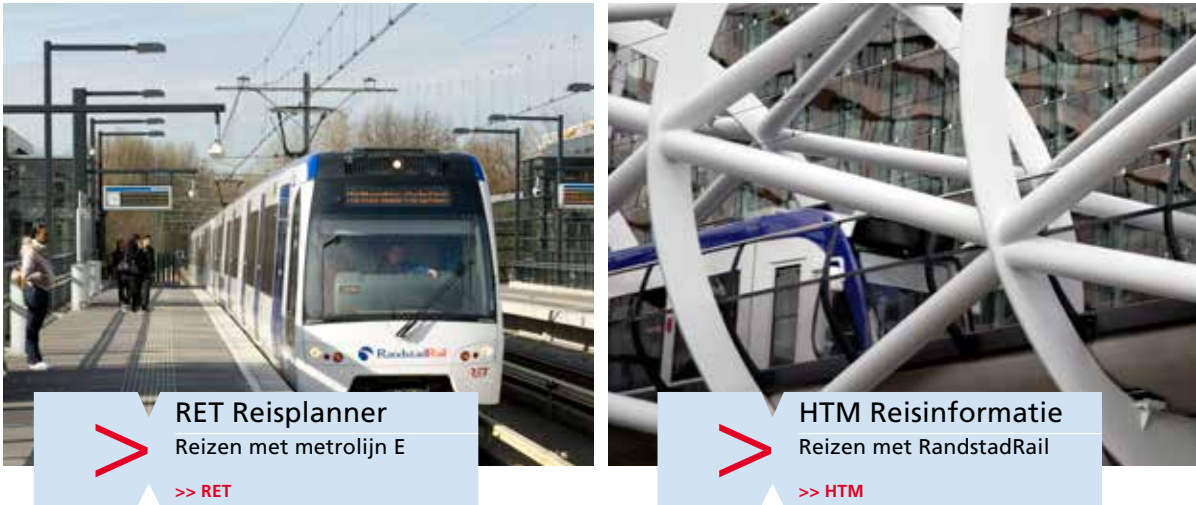 RandstadRail
RET
RET Reisplanner
Reizen met metrolijn E
>> RET
HTM Reisinformatie
Reizen met RandstadRail
>> HTM